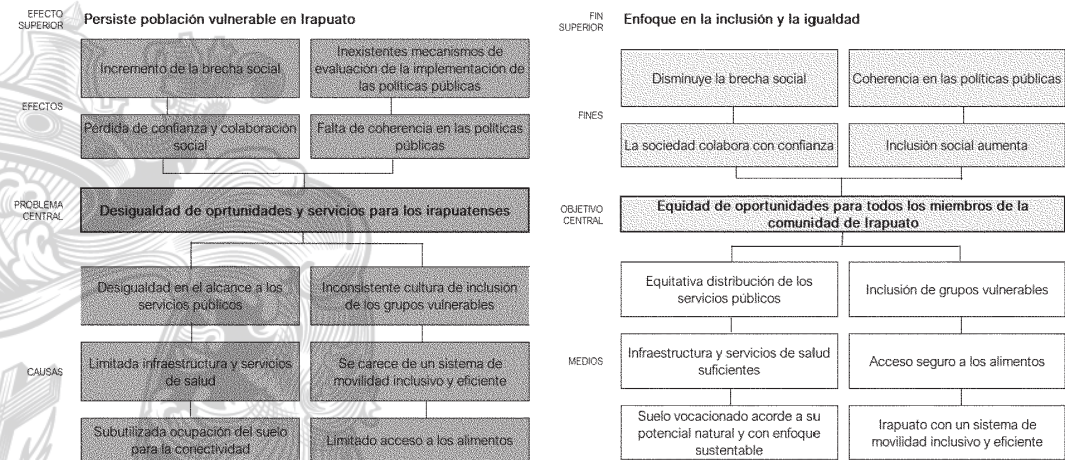 EFECTO
SUPERIOR
Persiste población vulnerable en Irapuato
Incremento de la brecha social
Inexistentes mecanismos de
evaluación de la implementación de
las políticas públicas
EFECTOS
Pérdida de confianza y colaboración
social
Falta de coherencia en las políticas
públicas
PROBLEMA
CENTRAL
Desigualdad de oprtunidades y servicios para los irapuatenses
Desigualdad en el alcance a los
servicios públicos
Inconsistente cultura de inclusión
de los grupos vulnerables
CAUSAS
Limitada infraestructura y servicios
de salud
Se carece de un sistema de
movilidad inclusivo y eficiente
Subutilizada ocupación del suelo
para la conectividad
Limitado acceso a los alimentos
FIN
SUPERIOR
Enfoque en la inclusión y la igualdad
Disminuye la brecha social
Coherencia en las políticas públicas
FINES
La sociedad colabora con confianza
Inclusión social aumenta
OBJETIVO
CENTRAL
Equidad de oportunidades para todos los miembros de la
comunidad de Irapuato
Equitativa distribución de los
servicios públicos
Inclusión de grupos vulnerables
MEDIOS
Infraestructura y servicios de salud
suficientes
Acceso seguro a los alimentos
Suelo vocacionado acorde a su
potencial natural y con enfoque
sustentable
Irapuato con un sistema de
movilidad inclusivo y eficiente